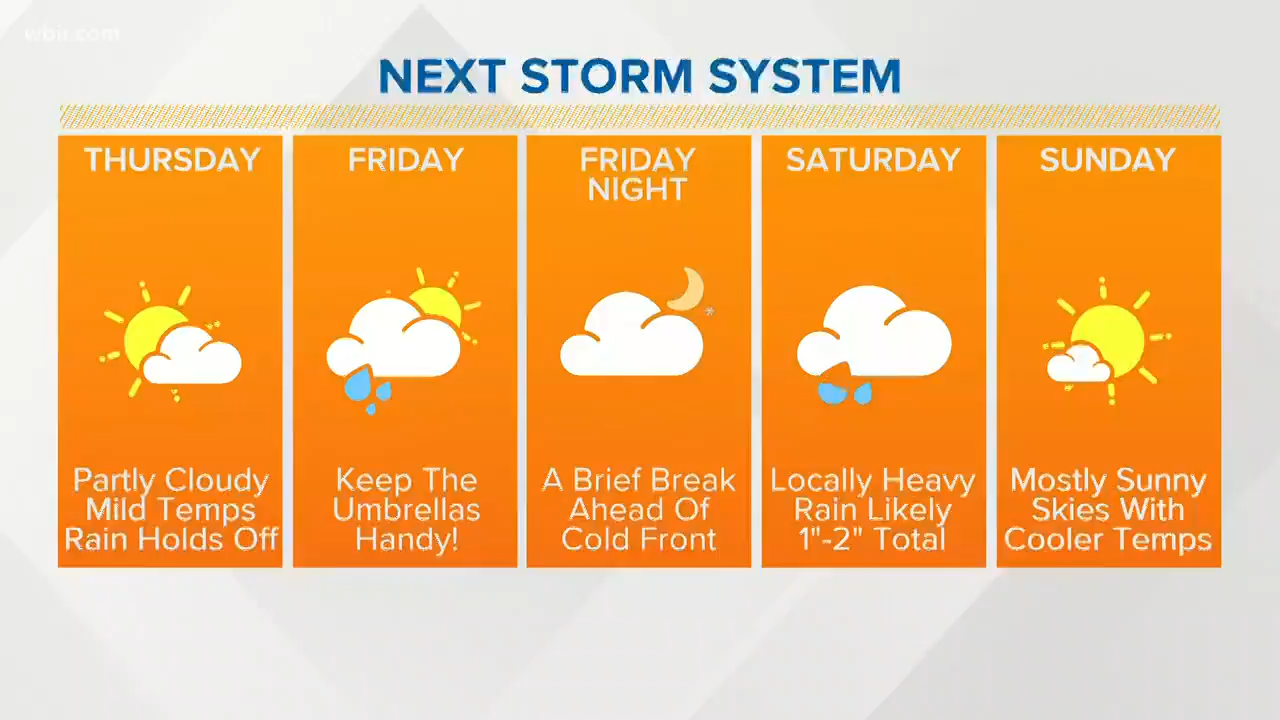 wbir.com
NEXT STORM SYSTEM
THURSDAY
Partly Cloudy
Mild Temps
Rain Holds Off
FRIDAY
Keep The
Umbrellas
Handy!
FRIDAY
NIGHT
A Brief Break
Ahead Of
Cold Front
SATURDAY
Locally Heavy
Rain Likely
1"-2" Total
SUNDAY
Mostly Sunny
Skies With
Cooler Temps